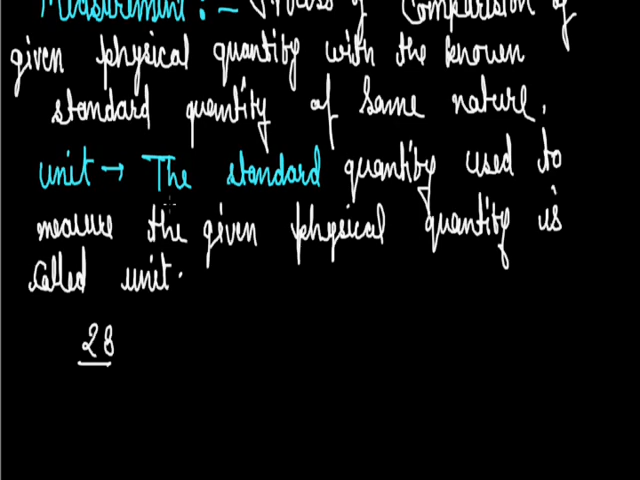 Measurement :- Process of Comparision of
given physical quantity with the known
standard quantity of same nature.
unit → The standard quantity used to
measure the given physical quantity is
called unit.
28